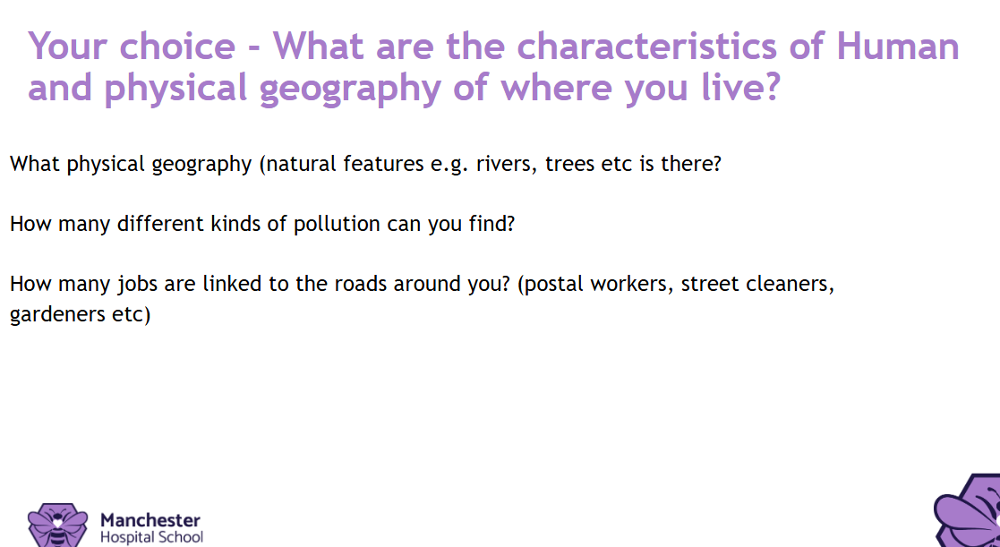 Your choice - What are the characteristics of Human
and physical geography of where you live?
What physical geography (natural features e.g. rivers, trees etc is there?
How many different kinds of pollution can you find?
How many jobs are linked to the roads around you? (postal workers, street cleaners,
gardeners etc)
Manchester
Hospital School